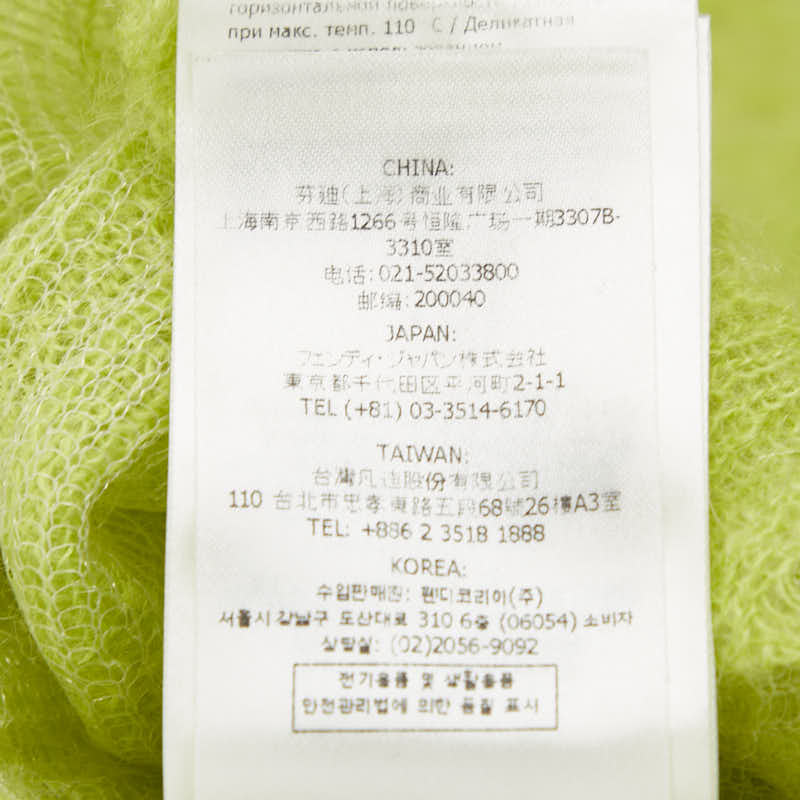 горизонтальной
при макс. темп. 110 C / Деликатная
CHINA:
芬迪(上海)商业有限公司
上海南京西路1266号恒隆广场一期3307B-
3310室
电话:021-52033800
邮编:200040
JAPAN:
フェンディ・ジャパン株式会社
東京都千代田区平河町2-1-1
TEL (+81) 03-3514-6170
TAIWAN:
台灣凡迪股份有限公司
110 台北市忠孝東路五段68號26樓A3室
TEL: +886 2 3518 1888
KOREA:
수입판매원: 펜디코리아(주)
서울시 강남구 도산대로 310 6층 (06054) 소비자
상담실: (02)2056-9092
전기용품 및 생활용품
안전관리법에 의한 품질 표시